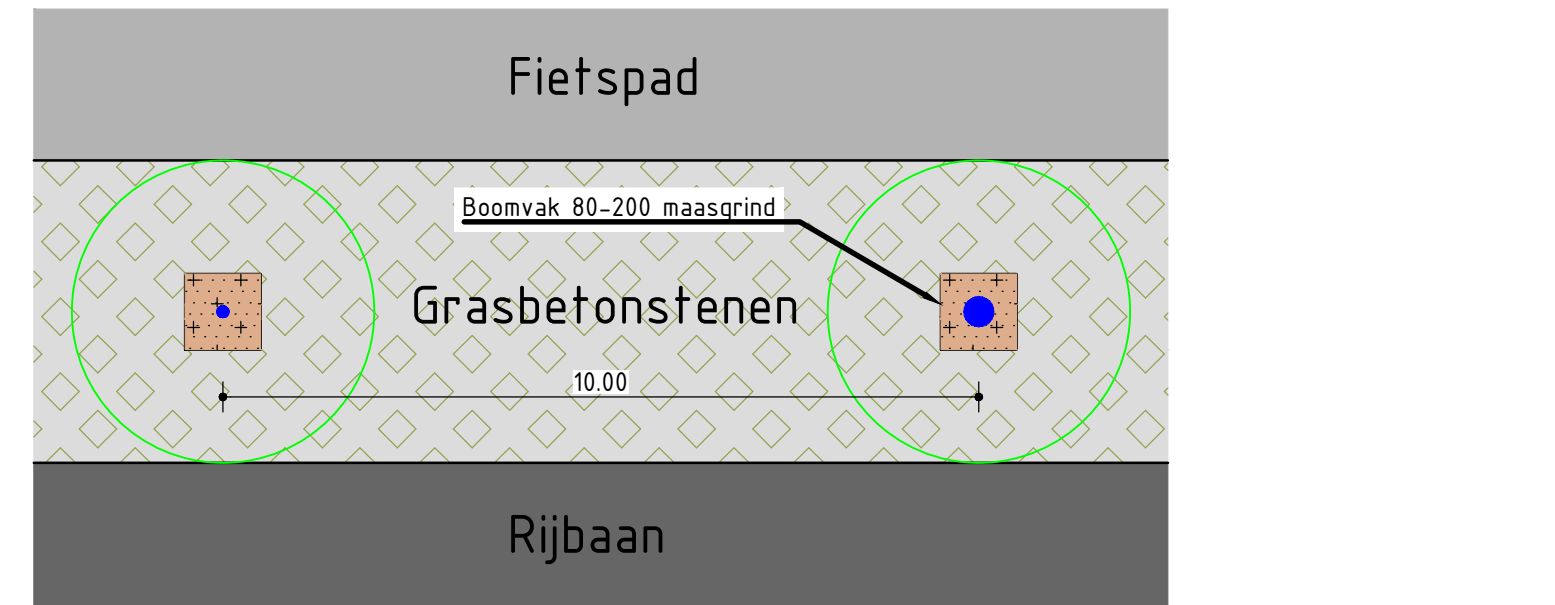 Fietspad
Boomvak 80-200 maasgrind
Grasbetonstenen
10.00
Rijbaan